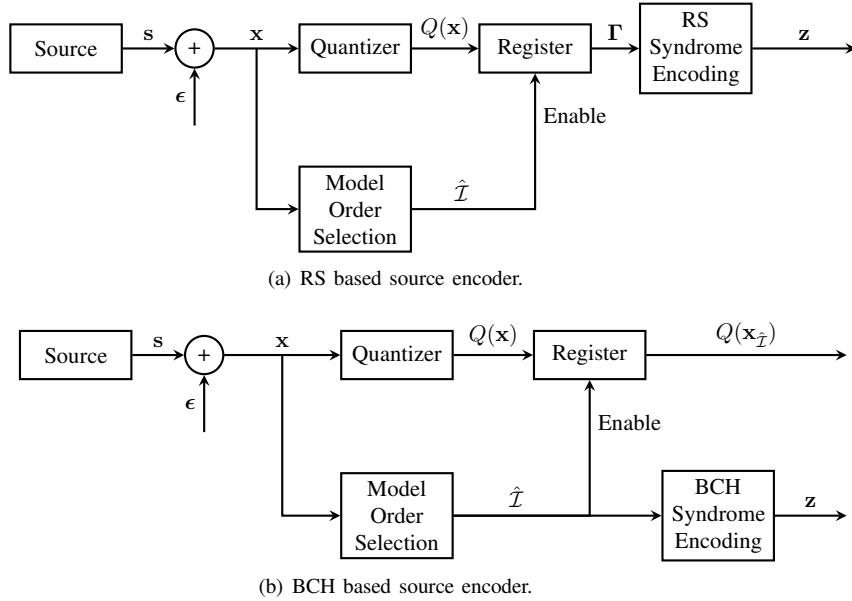 Source
s
+
ϵ
x
Quantizer
Q(x)
Register
Γ
RS
Syndrome
Encoding
z
Enable
Model
Order
Selection
Î
(a) RS based source encoder.
Source
s
+
ϵ
x
Quantizer
Q(x)
Register
Q(x_Î)
Enable
Model
Order
Selection
Î
BCH
Syndrome
Encoding
z
(b) BCH based source encoder.